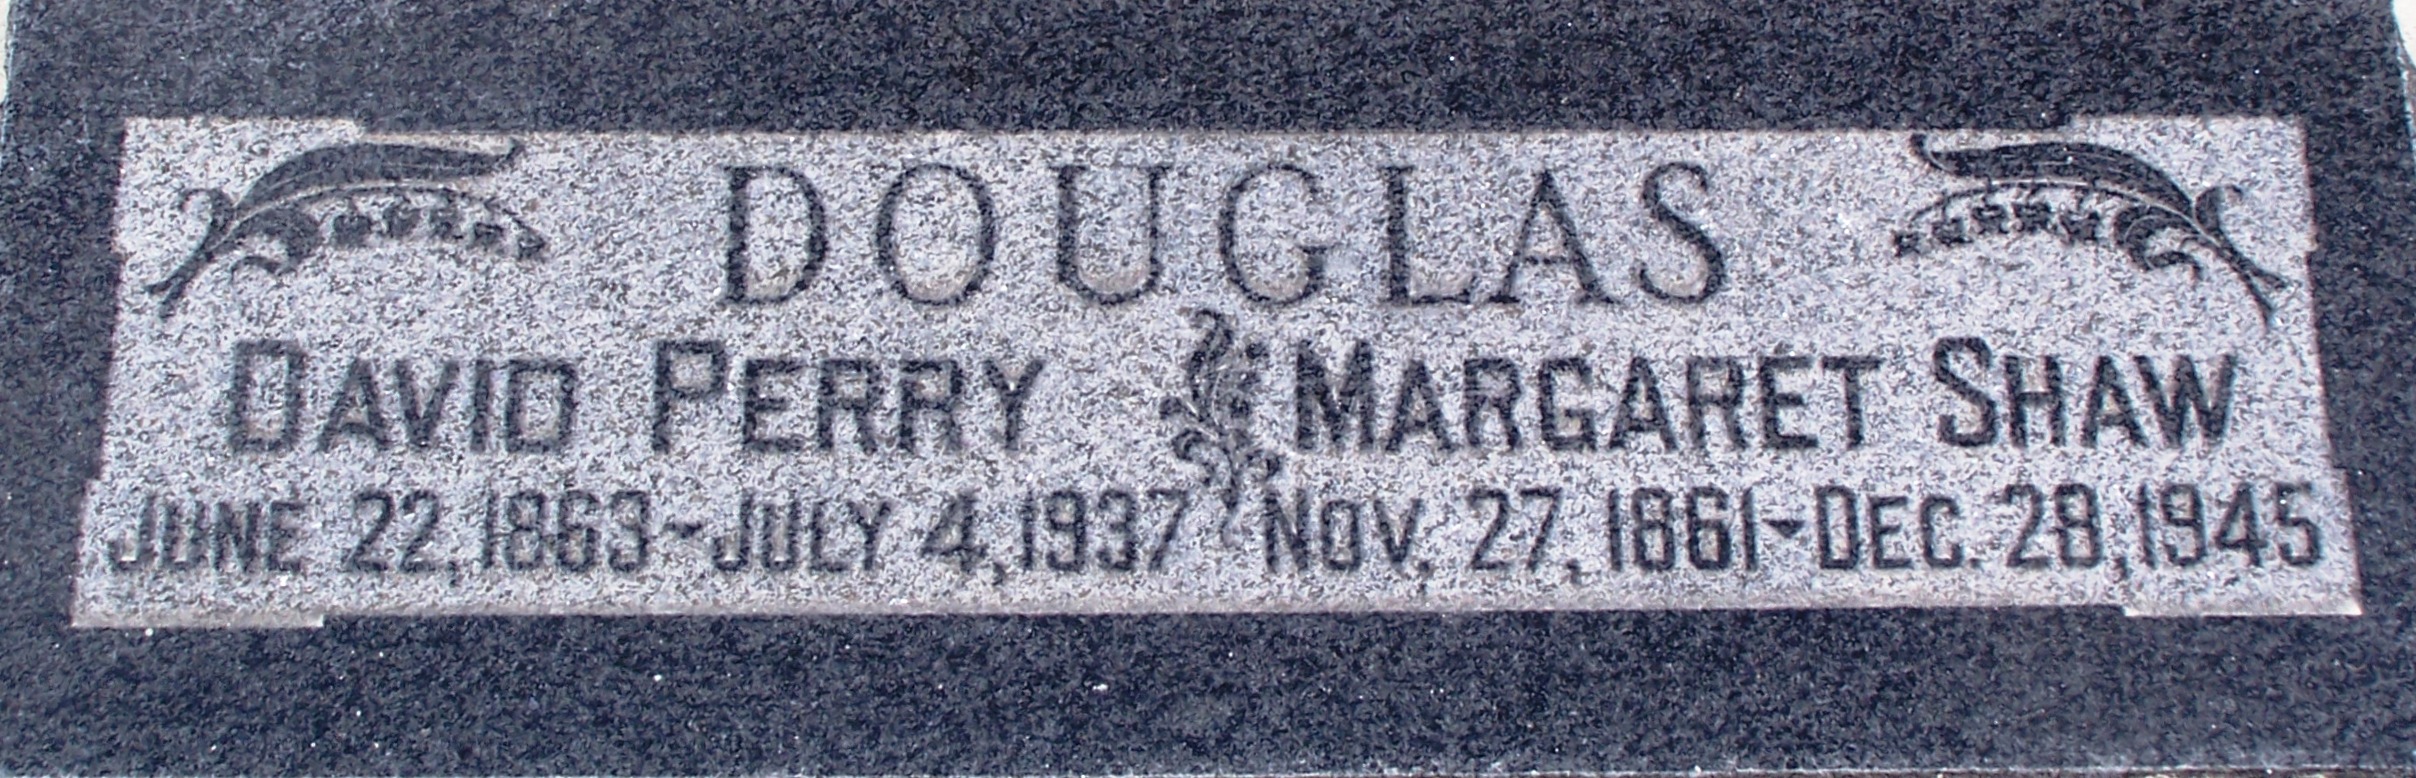 DOUGLAS
DAVID PERRY MARGARET SHAW
JUNE 22, 1863 - JULY 4, 1937 NOV. 27, 1861 - DEC. 28, 1945